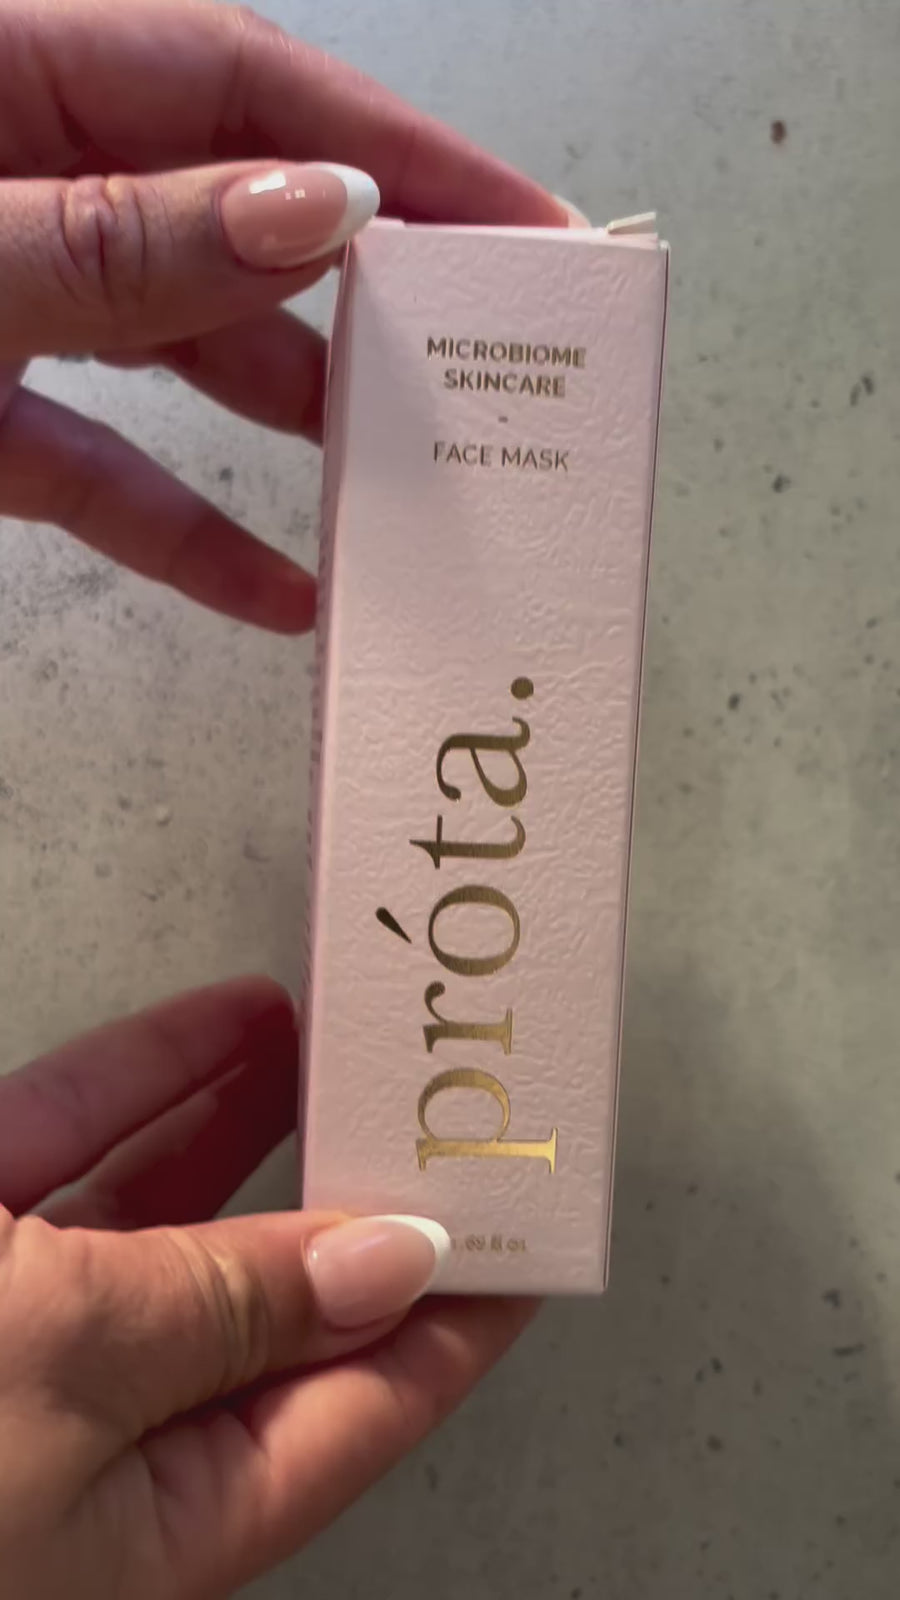 MICROBIOME
SKINCARE
-
FACE MASK
próta.